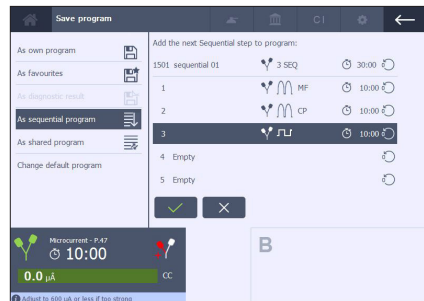 Save program
CI
As own program
As favourites
As diagnostic result
As sequential program
As shared program
Change default program
Add the next Sequential step to program:
1501 sequential 01 3 SEQ 30:00
1 MF 10:00
2 CP 10:00
3 10:00
4 Empty
5 Empty
Microcurrent - P.47
10:00
0.0 µA
CC
B
Adjust to 600 uA or less if too strong